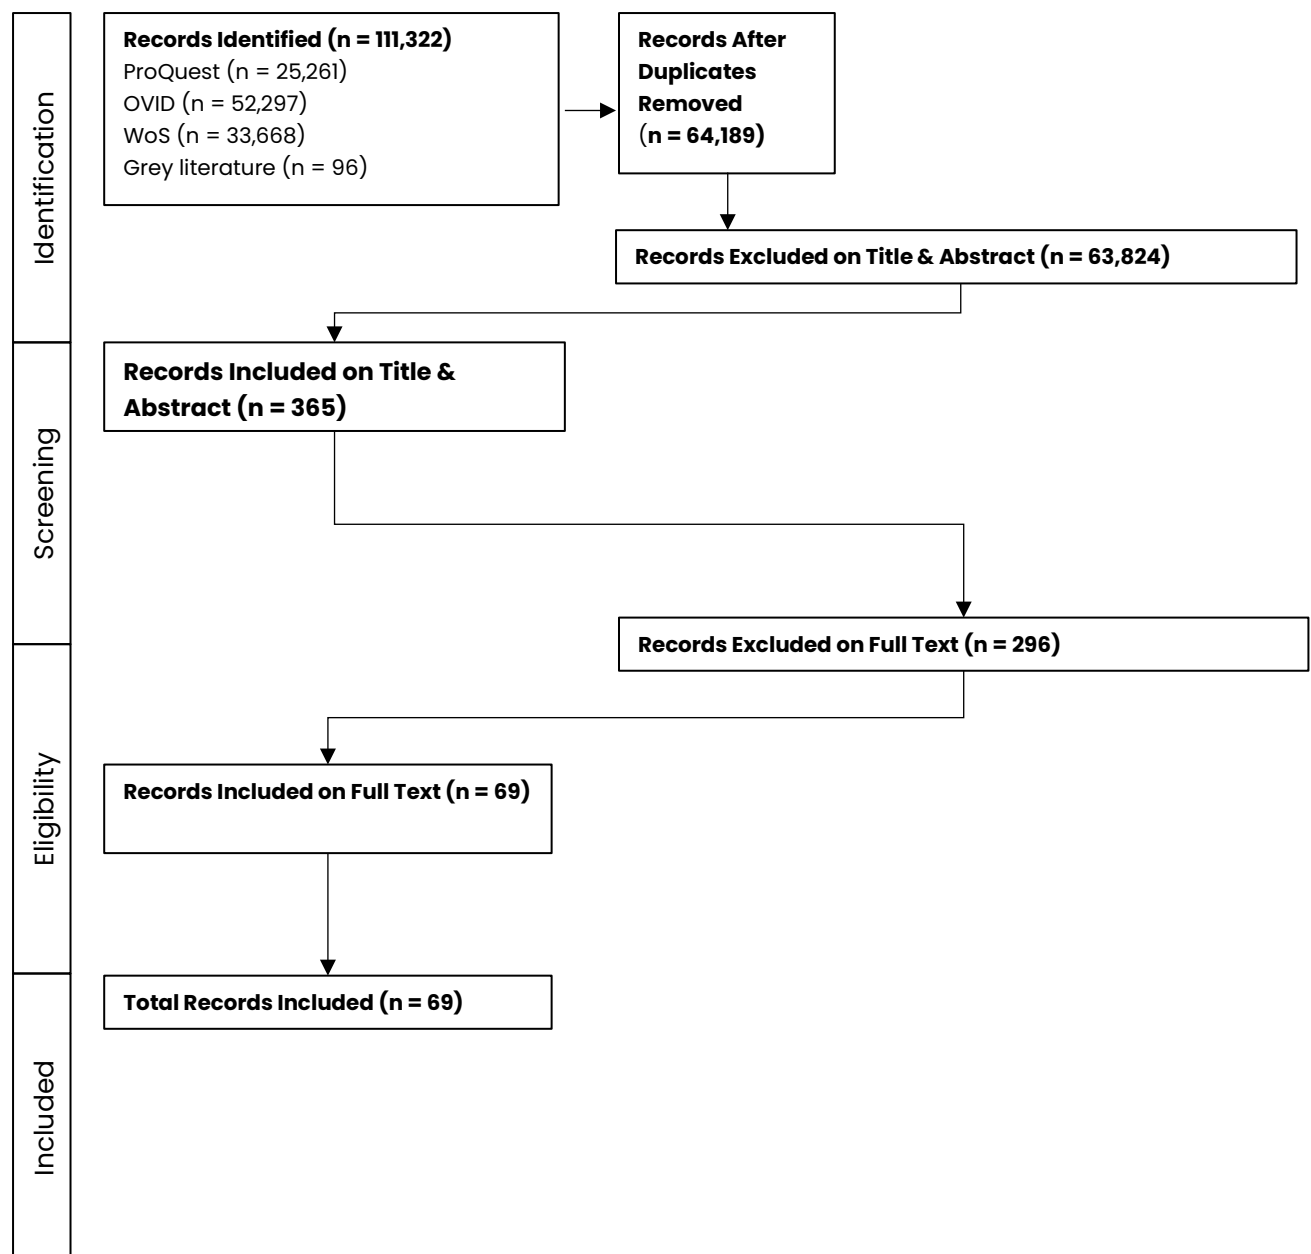 Identification
Records Identified (n = 111,322)
ProQuest (n = 25,261)
OVID (n = 52,297)
WoS (n = 33,668)
Grey literature (n = 96)
Records After
Duplicates
Removed
(n = 64,189)
Records Excluded on Title & Abstract (n = 63,824)
Screening
Records Included on Title &
Abstract (n = 365)
Records Excluded on Full Text (n = 296)
Eligibility
Records Included on Full Text (n = 69)
Included
Total Records Included (n = 69)